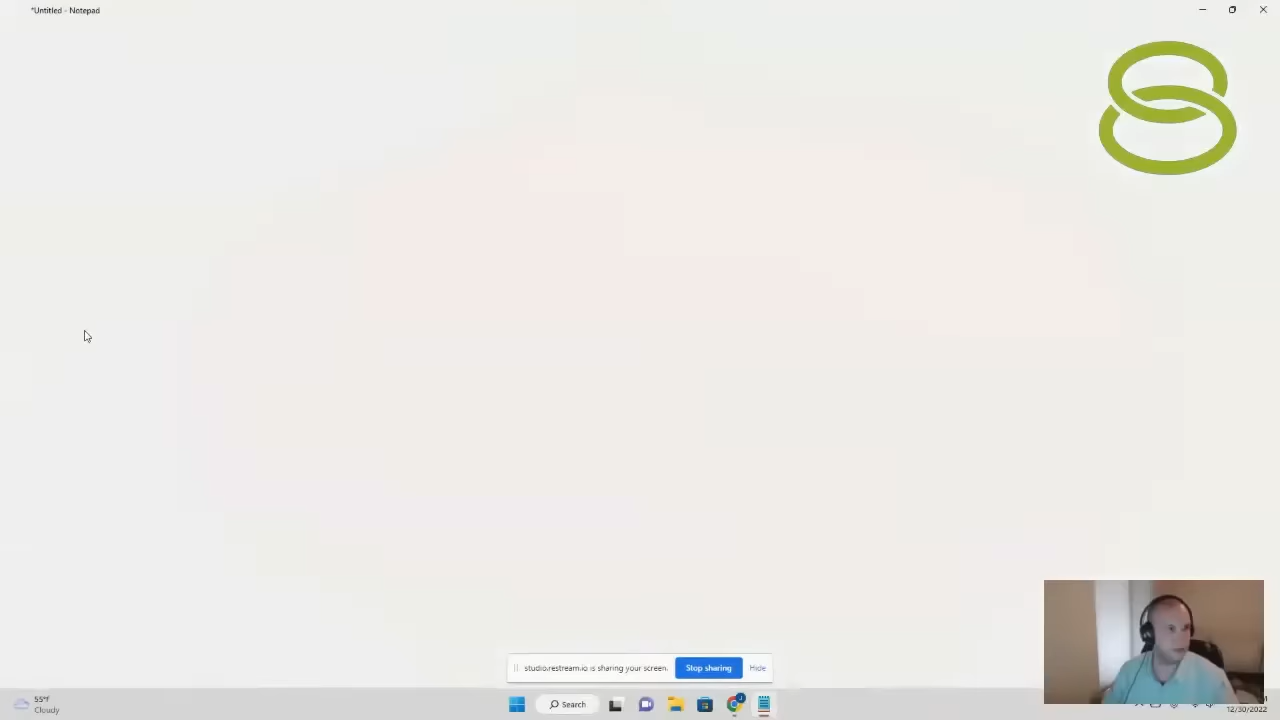 *Untitled - Notepad
studio.restream.io is sharing your screen.
Stop sharing
Hide
55°F
Cloudy
Search
12/30/2022